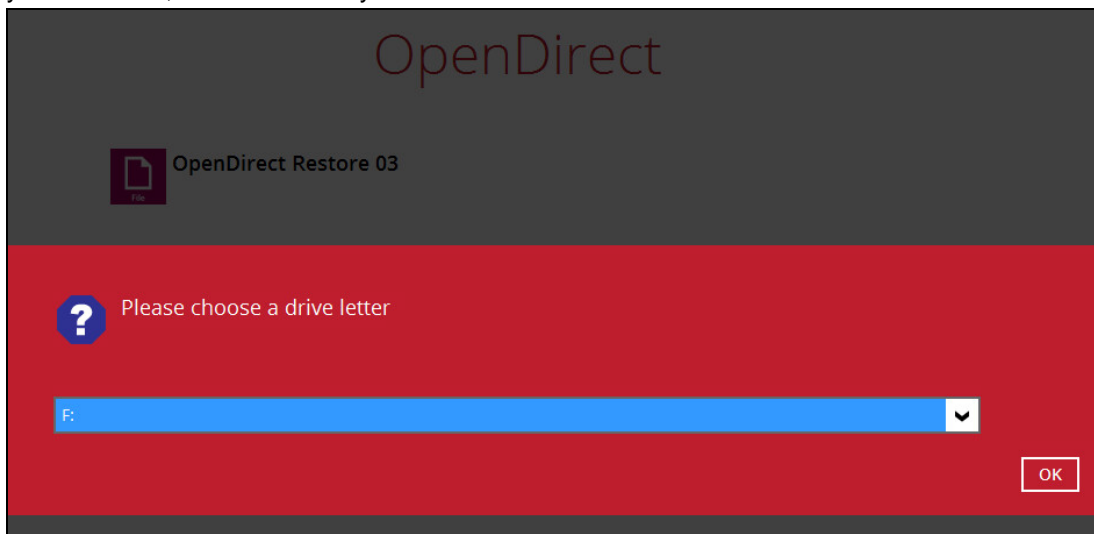 OpenDirect
OpenDirect Restore 03
File
Please choose a drive letter
F:
OK